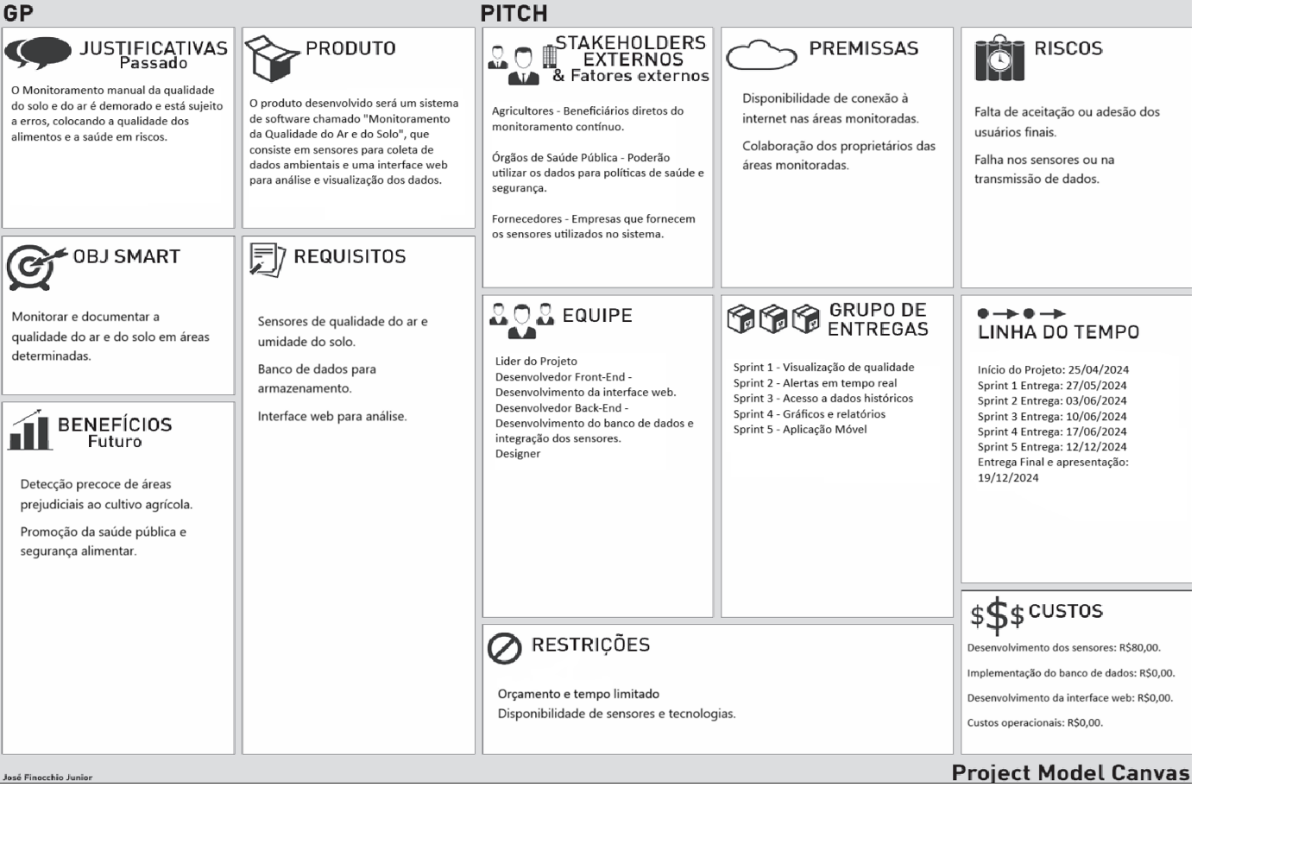 GP
PITCH
JUSTIFICATIVAS
Passado
O Monitoramento manual da qualidade
do solo e do ar é demorado e está sujeito
a erros, colocando a qualidade dos
alimentos e a saúde em riscos.
PRODUTO
O produto desenvolvido será um sistema
de software chamado "Monitoramento
da Qualidade do Ar e do Solo", que
consiste em sensores para coleta de
dados ambientais e uma interface web
para análise e visualização dos dados.
STAKEHOLDERS
EXTERNOS
& Fatores externos
Agricultores - Beneficiários diretos do
monitoramento contínuo.
Órgãos de Saúde Pública - Poderão
utilizar os dados para políticas de saúde e
segurança.
Fornecedores - Empresas que fornecem
os sensores utilizados no sistema.
PREMISSAS
Disponibilidade de conexão à
internet nas áreas monitoradas.
Colaboração dos proprietários das
áreas monitoradas.
RISCOS
Falta de aceitação ou adesão dos
usuários finais.
Falha nos sensores ou na
transmissão de dados.
OBJ SMART
Monitorar e documentar a
qualidade do ar e do solo em áreas
determinadas.
REQUISITOS
Sensores de qualidade do ar e
umidade do solo.
Banco de dados para
armazenamento.
Interface web para análise.
EQUIPE
Lider do Projeto
Desenvolvedor Front-End -
Desenvolvimento da interface web.
Desenvolvedor Back-End -
Desenvolvimento do banco de dados e
integração dos sensores.
Designer
GRUPO DE
ENTREGAS
Sprint 1 - Visualização de qualidade
Sprint 2 - Alertas em tempo real
Sprint 3 - Acesso a dados históricos
Sprint 4 - Gráficos e relatórios
Sprint 5 - Aplicação Móvel
LINHA DO TEMPO
Início do Projeto: 25/04/2024
Sprint 1 Entrega: 27/05/2024
Sprint 2 Entrega: 03/06/2024
Sprint 3 Entrega: 10/06/2024
Sprint 4 Entrega: 17/06/2024
Sprint 5 Entrega: 12/12/2024
Entrega Final e apresentação:
19/12/2024
BENEFÍCIOS
Futuro
Detecção precoce de áreas
prejudiciais ao cultivo agrícola.
Promoção da saúde pública e
segurança alimentar.
RESTRIÇÕES
Orçamento e tempo limitado
Disponibilidade de sensores e tecnologias.
$$$ CUSTOS
Desenvolvimento dos sensores: R$80,00.
Implementação do banco de dados: R$0,00.
Desenvolvimento da interface web: R$0,00.
Custos operacionais: R$0,00.
José Finocchio Junior
Project Model Canvas